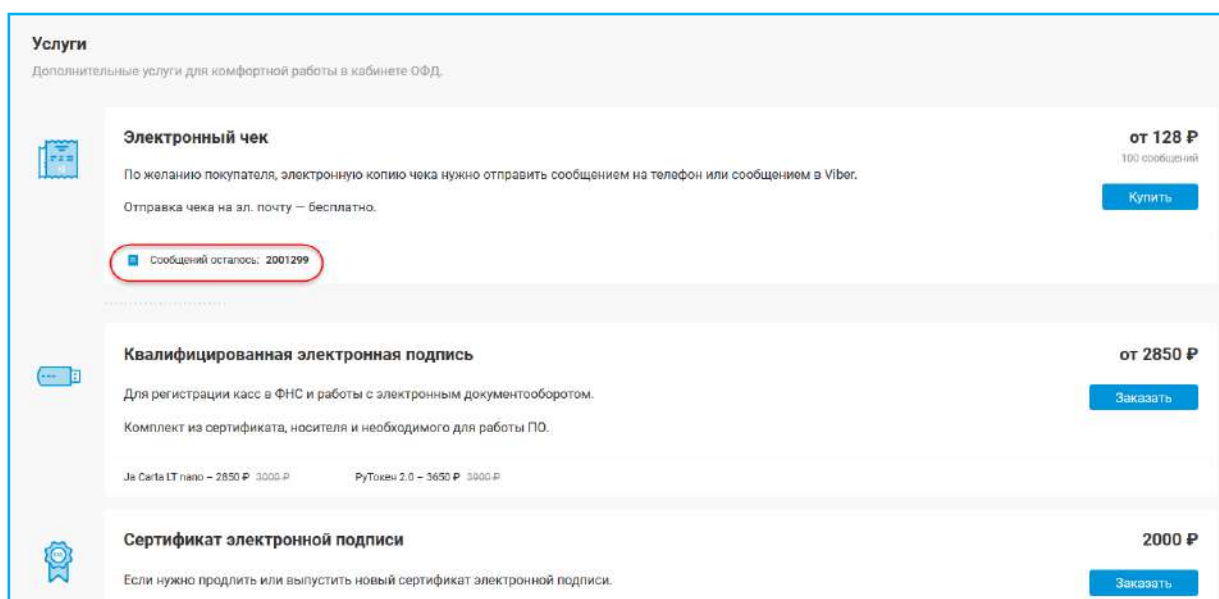 Услуги
Дополнительные услуги для комфортной работы в кабинете ОФД.
Электронный чек
от 128 ₽
100 сообщений
По желанию покупателя, электронную копию чека нужно отправить сообщением на телефон или сообщением в Viber.
Купить
Отправка чека на эл. почту — бесплатно.
Сообщений осталось: 2001299
Квалифицированная электронная подпись
от 2850 ₽
Для регистрации касс в ФНС и работы с электронным документооборотом.
Заказать
Комплект из сертификата, носителя и необходимого для работы ПО.
Ja Carta LT nano – 2850 ₽ 3000 ₽ РуТокен 2.0 – 3650 ₽ 3900 ₽
Сертификат электронной подписи
2000 ₽
Если нужно продлить или выпустить новый сертификат электронной подписи.
Заказать